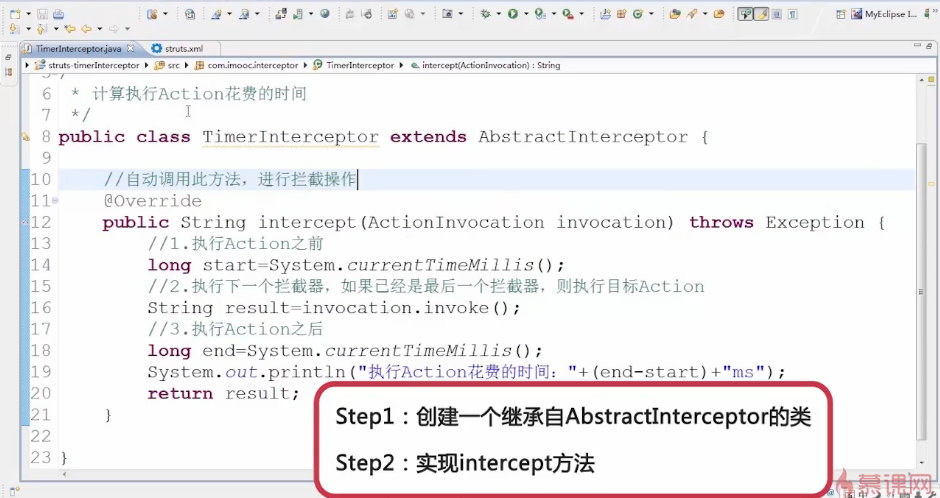 MyEclipse I...
TimerInterceptor.java
struts.xml
struts-timerInterceptor
src
com.imooc.interceptor
TimerInterceptor
intercept(ActionInvocation) : String
6 * 计算执行Action花费的时间
7 */
8 public class TimerInterceptor extends AbstractInterceptor {
9
10 //自动调用此方法，进行拦截操作
11 @Override
12 public String intercept(ActionInvocation invocation) throws Exception {
13 //1.执行Action之前
14 long start=System.currentTimeMillis();
15 //2.执行下一个拦截器，如果已经是最后一个拦截器，则执行目标Action
16 String result=invocation.invoke();
17 //3.执行Action之后
18 long end=System.currentTimeMillis();
19 System.out.println("执行Action花费的时间："+(end-start)+"ms");
20 return result;
21 }
22
23 }
Step1：创建一个继承自AbstractInterceptor的类
Step2：实现intercept方法
慕课网